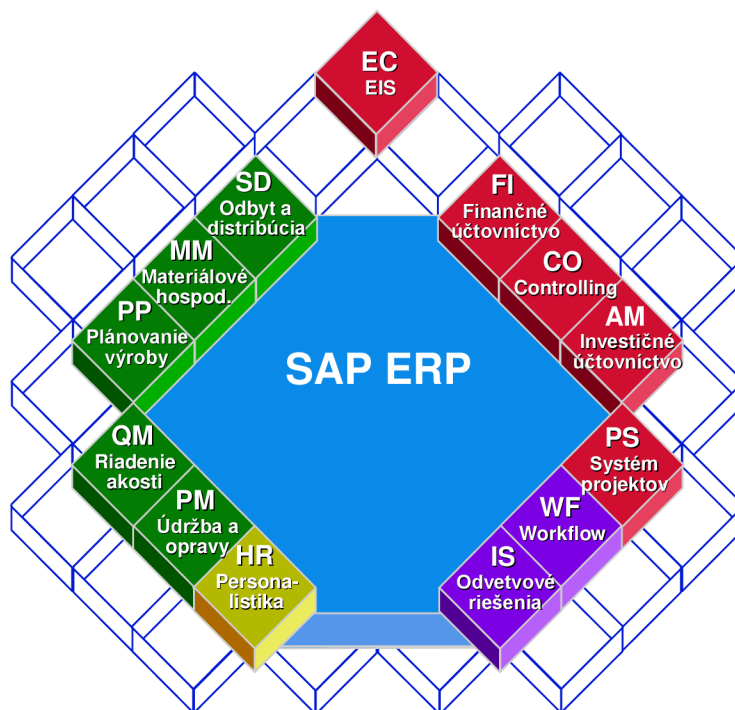 EC
EIS
SD
Odbyt a
distribúcia
MM
Materiálové
hospod.
PP
Plánovanie
výroby
FI
Finančné
účtovníctvo
CO
Controlling
AM
Investičné
účtovníctvo
SAP ERP
QM
Riadenie
akosti
PM
Údržba a
opravy
HR
Persona-
listika
PS
Systém
projektov
WF
Workflow
IS
Odvetvově
riešenia